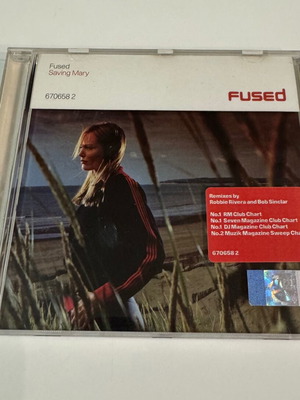 Fused
Saving Mary
670658 2
FUSED
Remixes by
Robbie Rivera and Bob Sinclar
No.1 RM Club Chart
No.1 Seven Magazine Club Chart
No.1 DJ Magazine Club Chart
No.2 Muzik Magazine Sweep Cha
670658 2